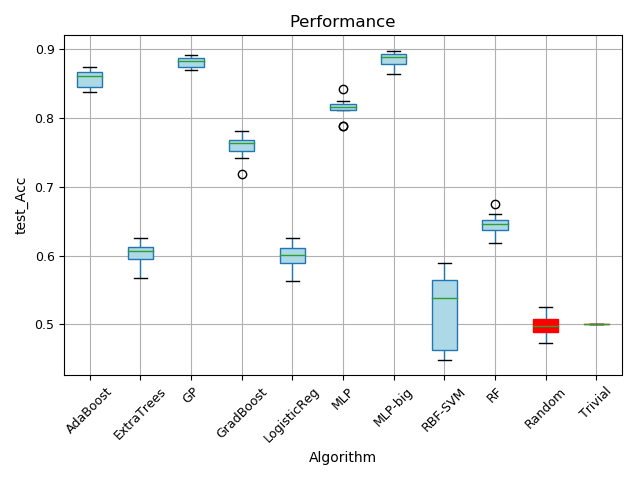 Performance
test_Acc
0.9
0.8
0.7
0.6
0.5
AdaBoost
ExtraTrees
GP
GradBoost
LogisticReg
MLP
MLP-big
RBF-SVM
RF
Random
Trivial
Algorithm